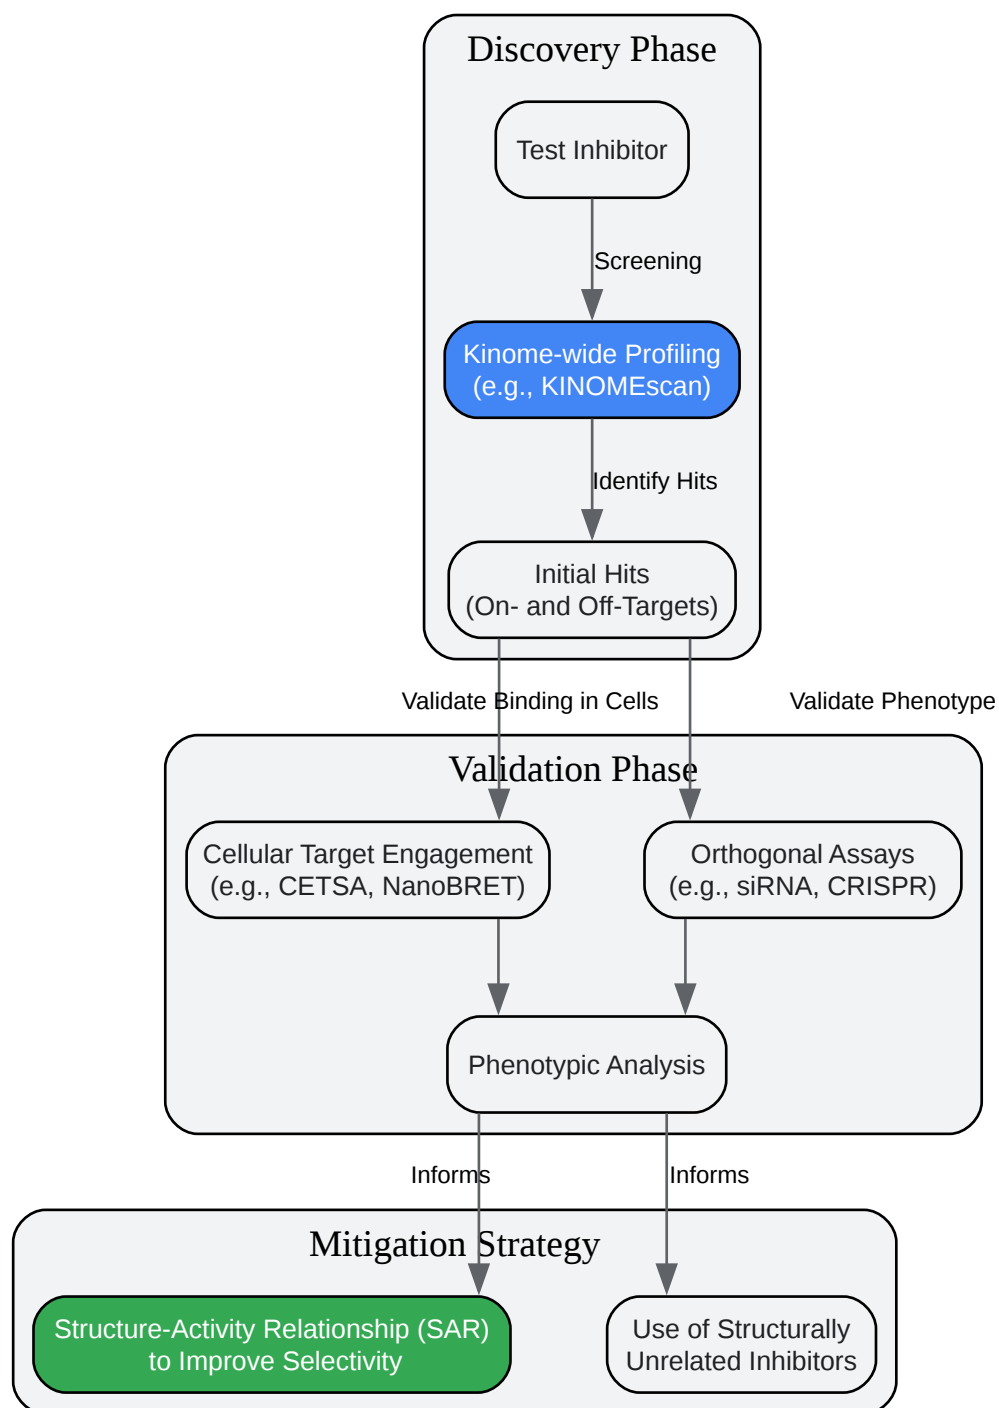 Discovery Phase
Test Inhibitor
Screening
Kinome-wide Profiling
(e.g., KINOMEscan)
Identify Hits
Initial Hits
(On- and Off-Targets)
Validate Binding in Cells
Validate Phenotype
Validation Phase
Cellular Target Engagement
(e.g., CETSA, NanoBRET)
Orthogonal Assays
(e.g., siRNA, CRISPR)
Phenotypic Analysis
Informs
Informs
Mitigation Strategy
Structure-Activity Relationship (SAR)
to Improve Selectivity
Use of Structurally
Unrelated Inhibitors